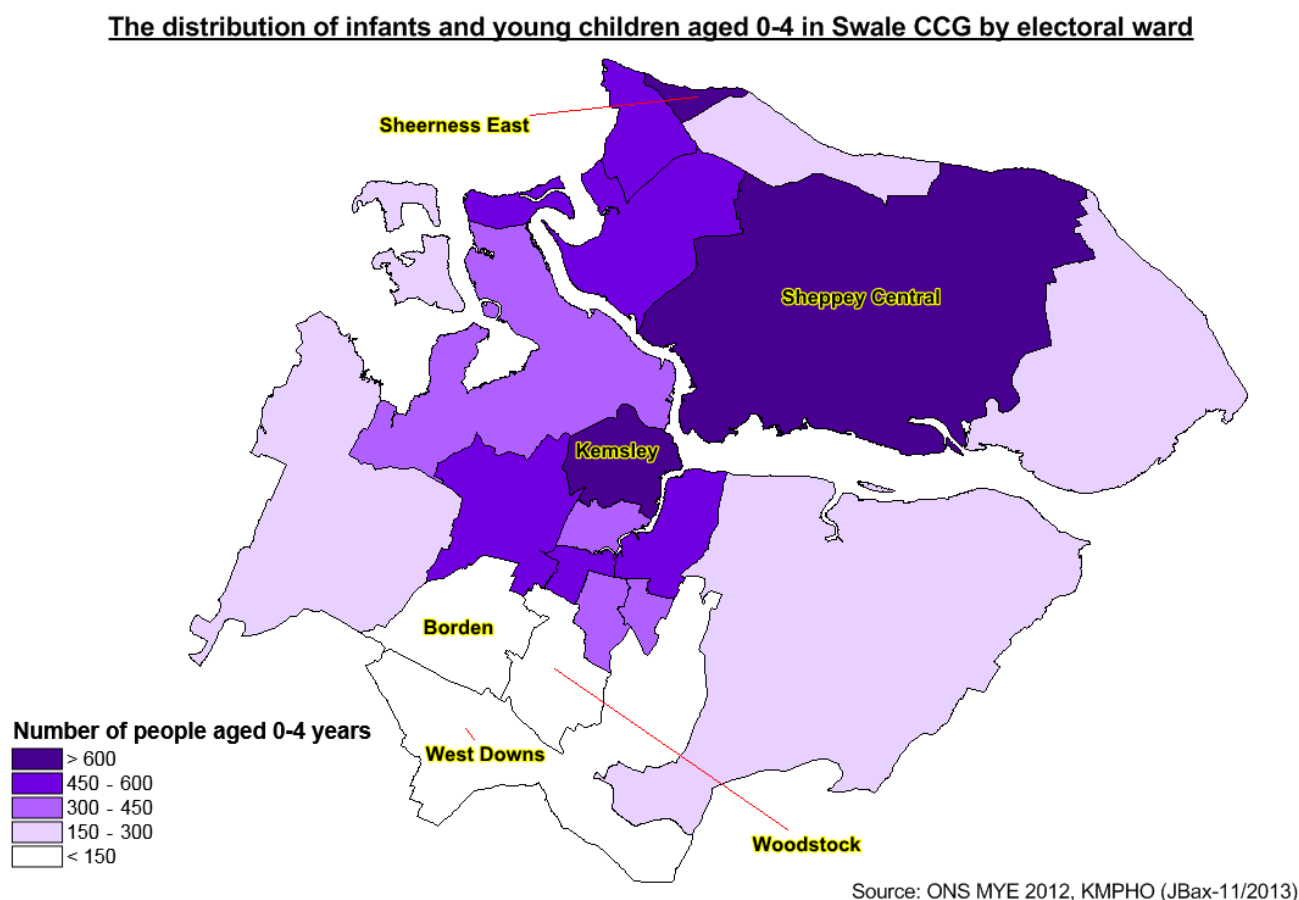 The distribution of infants and young children aged 0-4 in Swale CCG by electoral ward
Sheerness East
Sheppey Central
Kemsley
Borden
West Downs
Woodstock
Number of people aged 0-4 years
> 600
450 - 600
300 - 450
150 - 300
< 150
Source: ONS MYE 2012, KMPHO (JBax-11/2013)